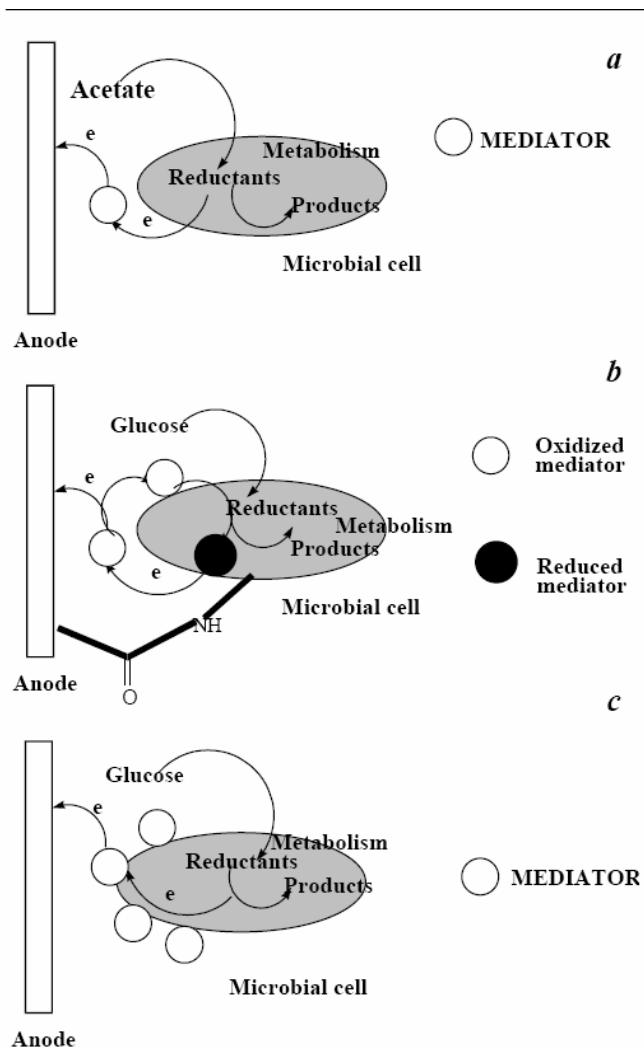 a
Acetate
e
MEDIATOR
Metabolism
Reductants
e
Products
Microbial cell
Anode
b
Glucose
Oxidized
mediator
e
Reductants
Metabolism
Products
e
Reduced
mediator
Microbial cell
NH
Anode
O
c
Glucose
e
Metabolism
Reductants
MEDIATOR
Products
e
Microbial cell
Anode